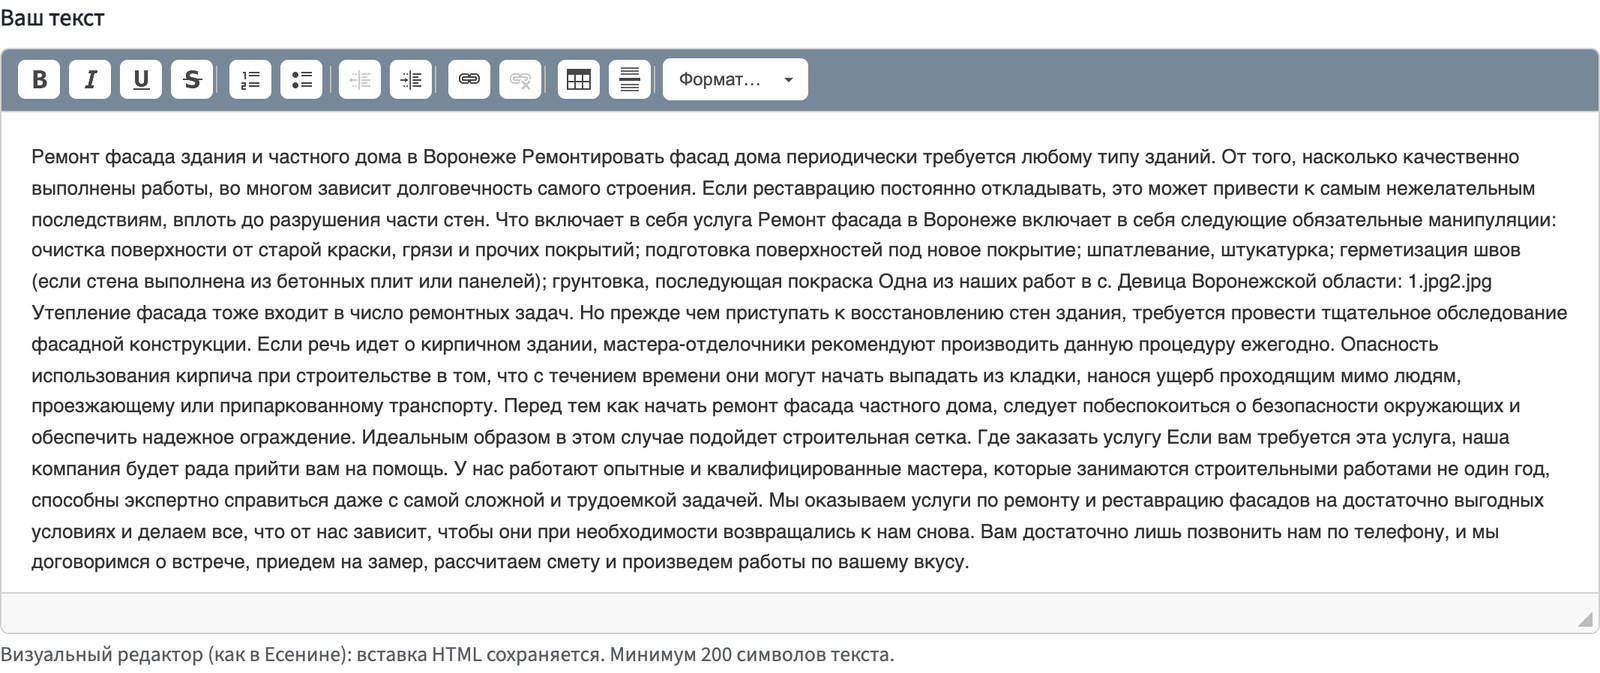 Ваш текст
B I U S Формат...
Ремонт фасада здания и частного дома в Воронеже Ремонтировать фасад дома периодически требуется любому типу зданий. От того, насколько качественно
выполнены работы, во многом зависит долговечность самого строения. Если реставрацию постоянно откладывать, это может привести к самым нежелательным
последствиям, вплоть до разрушения части стен. Что включает в себя услуга Ремонт фасада в Воронеже включает в себя следующие обязательные манипуляции:
очистка поверхности от старой краски, грязи и прочих покрытий; подготовка поверхностей под новое покрытие; шпатлевание, штукатурка; герметизация швов
(если стена выполнена из бетонных плит или панелей); грунтовка, последующая покраска Одна из наших работ в с. Девица Воронежской области: 1.jpg2.jpg
Утепление фасада тоже входит в число ремонтных задач. Но прежде чем приступать к восстановлению стен здания, требуется провести тщательное обследование
фасадной конструкции. Если речь идет о кирпичном здании, мастера-отделочники рекомендуют производить данную процедуру ежегодно. Опасность
использования кирпича при строительстве в том, что с течением времени они могут начать выпадать из кладки, нанося ущерб проходящим мимо людям,
проезжающему или припаркованному транспорту. Перед тем как начать ремонт фасада частного дома, следует побеспокоиться о безопасности окружающих и
обеспечить надежное ограждение. Идеальным образом в этом случае подойдет строительная сетка. Где заказать услугу Если вам требуется эта услуга, наша
компания будет рада прийти вам на помощь. У нас работают опытные и квалифицированные мастера, которые занимаются строительными работами не один год,
способны экспертно справиться даже с самой сложной и трудоемкой задачей. Мы оказываем услуги по ремонту и реставрацию фасадов на достаточно выгодных
условиях и делаем все, что от нас зависит, чтобы они при необходимости возвращались к нам снова. Вам достаточно лишь позвонить нам по телефону, и мы
договоримся о встрече, приедем на замер, рассчитаем смету и произведем работы по вашему вкусу.
Визуальный редактор (как в Есенине): вставка HTML сохраняется. Минимум 200 символов текста.